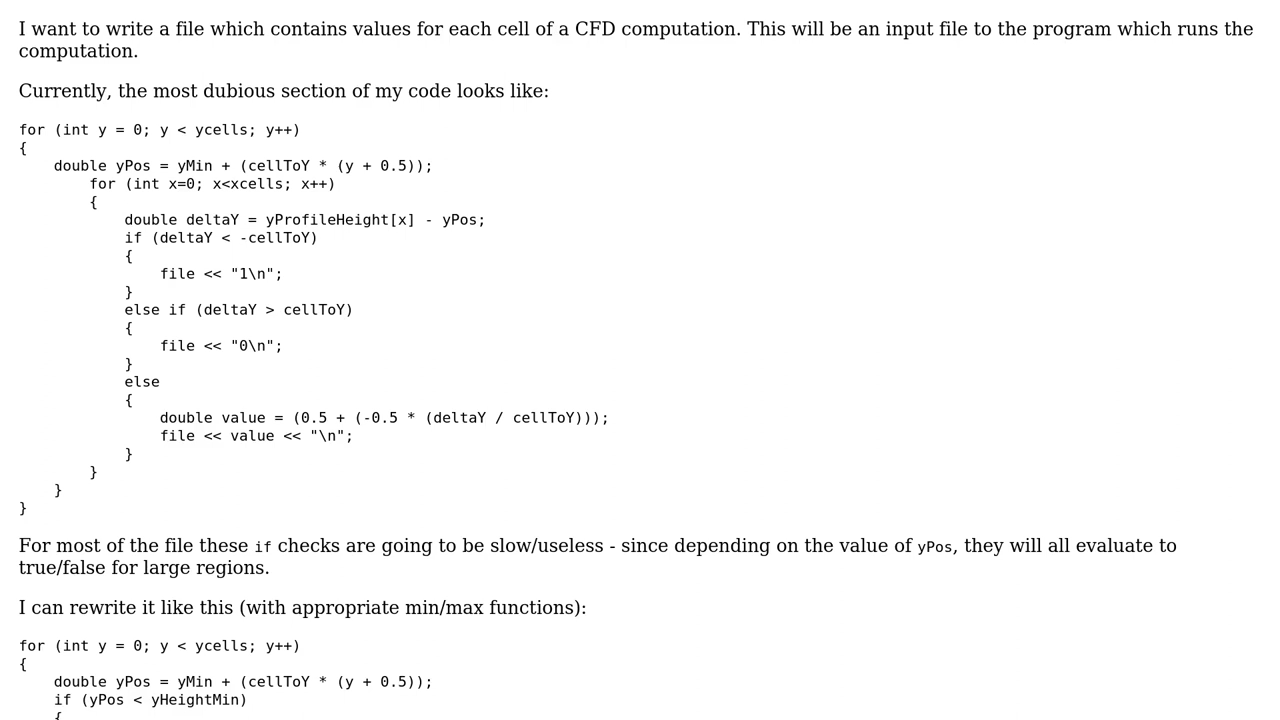 I want to write a file which contains values for each cell of a CFD computation. This will be an input file to the program which runs the
computation.
Currently, the most dubious section of my code looks like:
for (int y = 0; y < ycells; y++)
{
    double yPos = yMin + (cellToY * (y + 0.5));
        for (int x=0; x<xcells; x++)
        {
            double deltaY = yProfileHeight[x] - yPos;
            if (deltaY < -cellToY)
            {
                file << "1\n";
            }
            else if (deltaY > cellToY)
            {
                file << "0\n";
            }
            else
            {
                double value = (0.5 + (-0.5 * (deltaY / cellToY)));
                file << value << "\n";
            }
        }
    }
}
For most of the file these if checks are going to be slow/useless - since depending on the value of yPos, they will all evaluate to
true/false for large regions.
I can rewrite it like this (with appropriate min/max functions):
for (int y = 0; y < ycells; y++)
{
    double yPos = yMin + (cellToY * (y + 0.5));
    if (yPos < yHeightMin)
    {